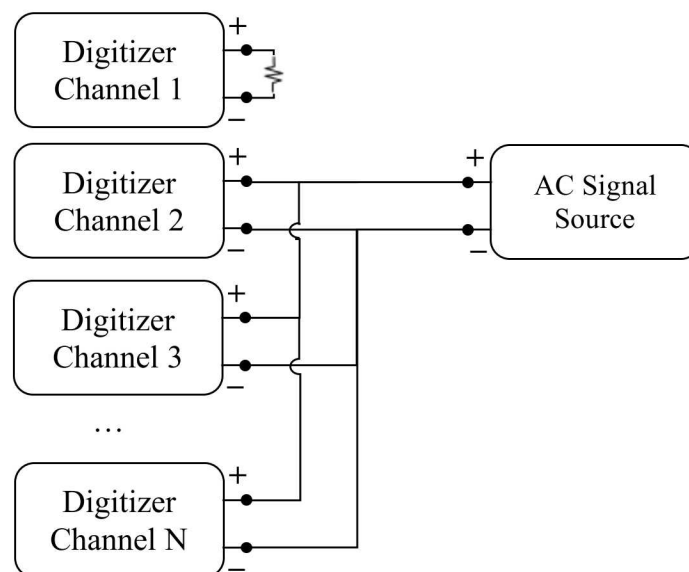 +
Digitizer
Channel 1
−
+
Digitizer
Channel 2
−
+
AC Signal
Source
−
+
Digitizer
Channel 3
−
...
+
Digitizer
Channel N
−